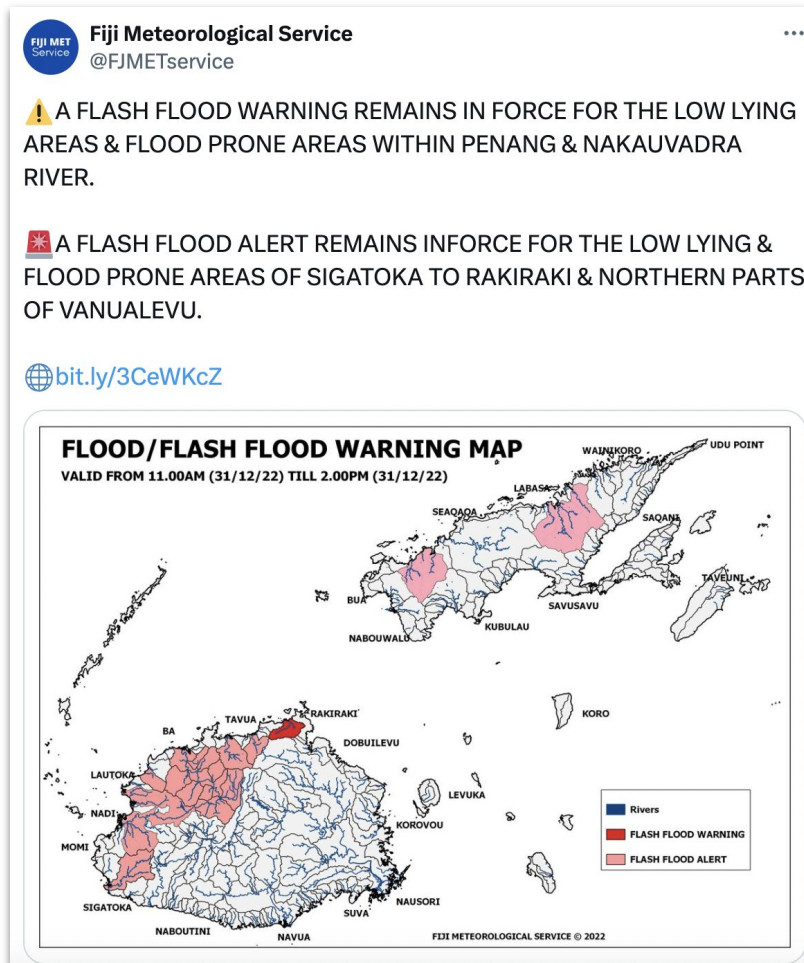 FIJI MET
Service
Fiji Meteorological Service
@FJMETservice
A FLASH FLOOD WARNING REMAINS IN FORCE FOR THE LOW LYING
AREAS & FLOOD PRONE AREAS WITHIN PENANG & NAKAUVADRA
RIVER.
A FLASH FLOOD ALERT REMAINS INFORCE FOR THE LOW LYING &
FLOOD PRONE AREAS OF SIGATOKA TO RAKIRAKI & NORTHERN PARTS
OF VANUALEVU.
bit.ly/3CeWKcZ
FLOOD/FLASH FLOOD WARNING MAP
VALID FROM 11.00AM (31/12/22) TILL 2.00PM (31/12/22)
UDU POINT
WAINIKORO
LABASA
SEAQAQA
SAQANI
TAVEUNI
BUA
SAVUSAVU
KUBULAU
NABOUWALU
KORO
RAKIRAKI
TAVUA
BA
DOBUILEVU
LAUTOKA
LEVUKA
NADI
KOROVOU
MOMI
Rivers
FLASH FLOOD WARNING
FLASH FLOOD ALERT
NAUSORI
SIGATOKA
SUVA
NABOUTINI
NAVUA
FIJI METEOROLOGICAL SERVICE © 2022